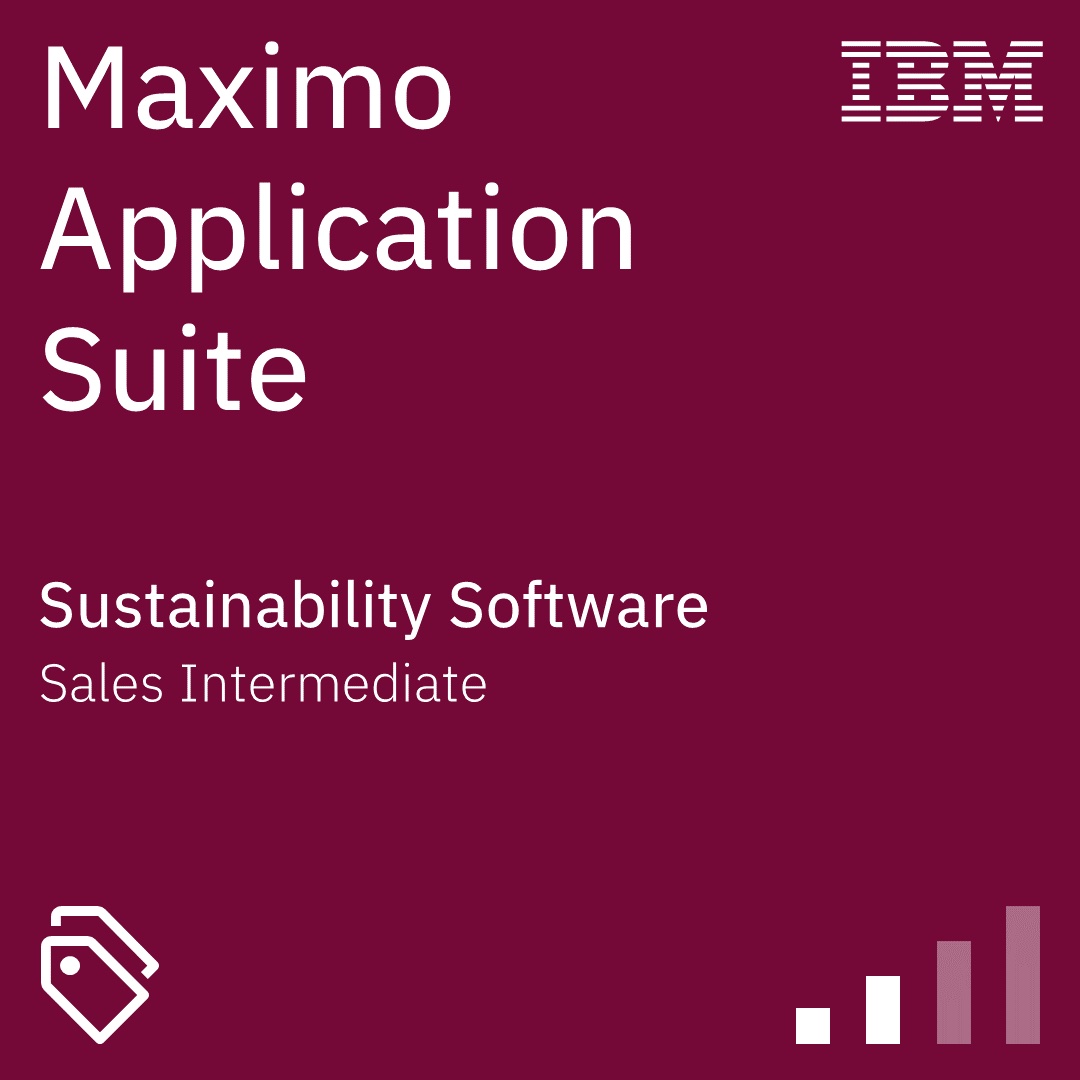 Maximo
IBM
Application
Suite
Sustainability Software
Sales Intermediate